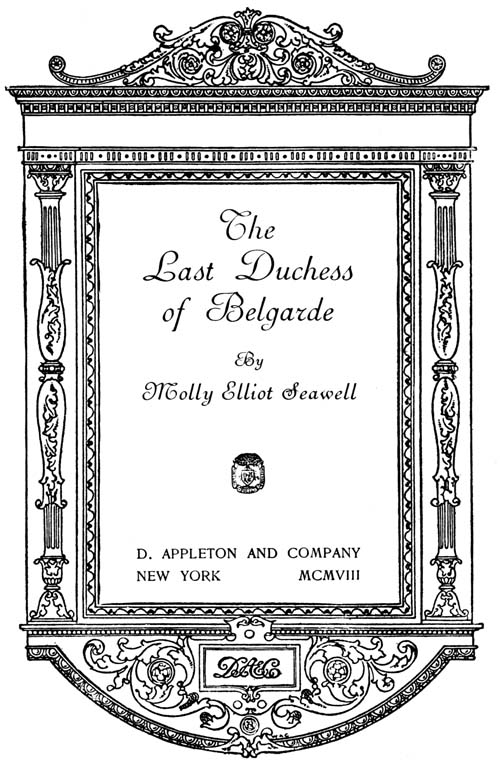 The
Last Duchess
of Belgarde
By
Molly Elliot Seawell
D. APPLETON AND COMPANY
NEW YORK MCMVIII
D.A.&Co